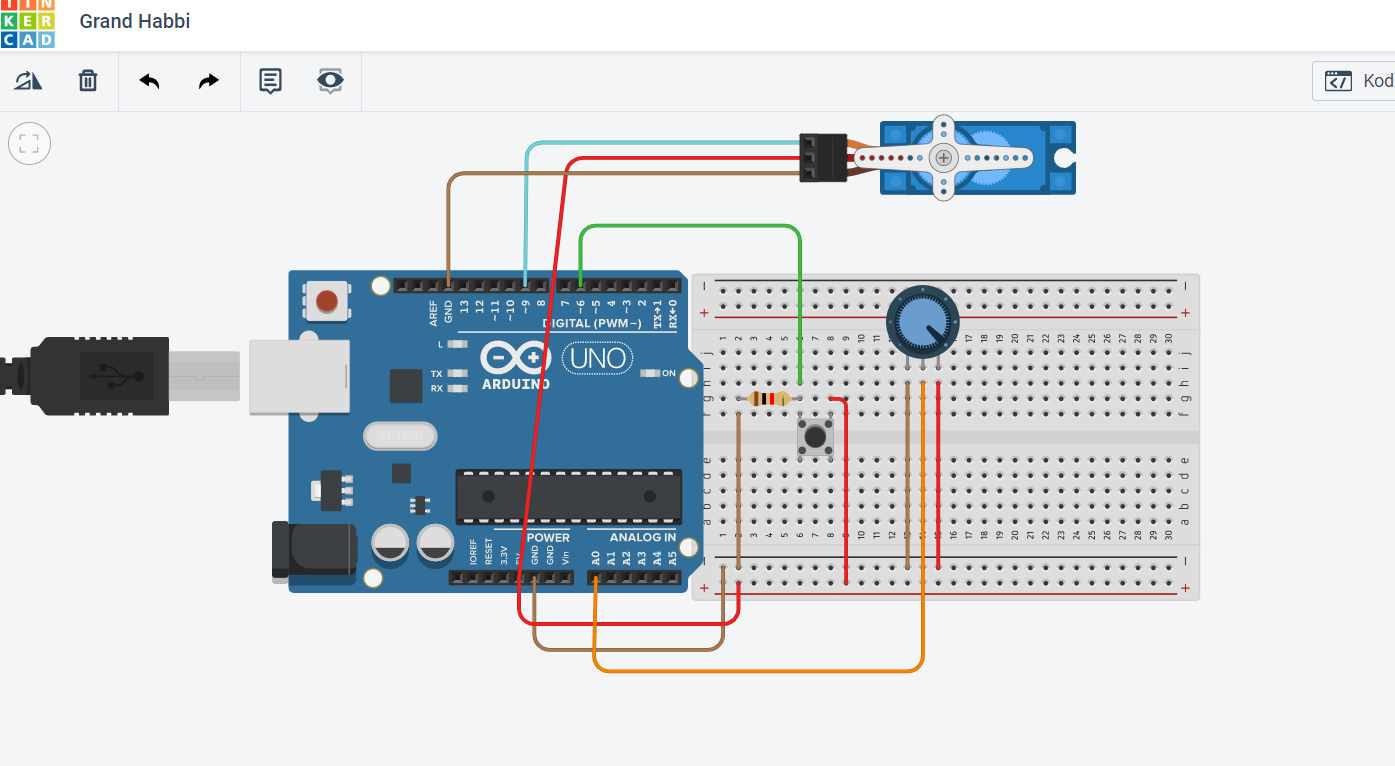 TIN
KER
CAD
Grand Habbi
Kod
AREF
GND
13
12
~11
~10
~9
8
7
~6
~5
4
~3
2
TX→1
RX←0
DIGITAL (PWM~)
L
TX
RX
ARDUINO
UNO
ON
POWER
ANALOG IN
IOREF
RESET
3.3V
5V
GND
GND
Vin
A0
A1
A2
A3
A4
A5
1 2 3 4 5 6 7 8 9 10 11 12 16 17 18 19 20 21 22 23 24 25 26 27 28 29 30
j j
i i
h h
g g
f f
e e
d d
c c
b b
a a
1 2 3 4 5 6 7 8 9 10 11 12 13 14 15 16 17 18 19 20 21 22 23 24 25 26 27 28 29 30